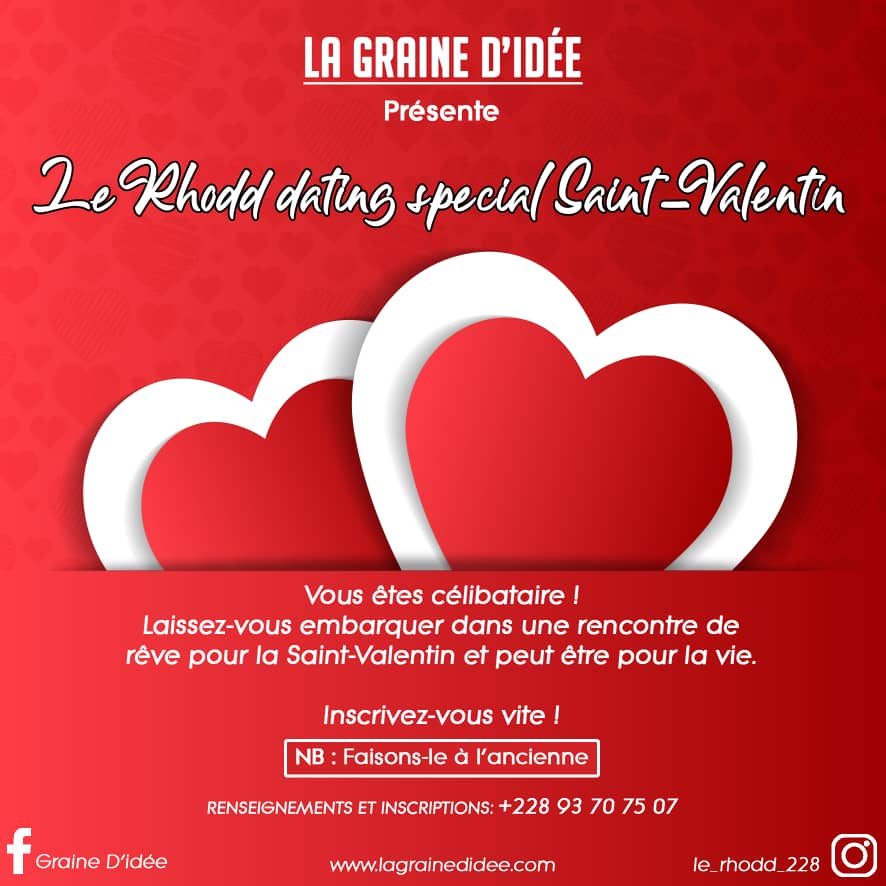 LA GRAINE D'IDÉE
Présente
Le Rhodd dating special Saint-Valentin
Vous êtes célibataire !
Laissez-vous embarquer dans une rencontre de
rêve pour la Saint-Valentin et peut être pour la vie.
Inscrivez-vous vite !
NB : Faisons-le à l'ancienne
RENSEIGNEMENTS ET INSCRIPTIONS: +228 93 70 75 07
Graine D'idée
www.lagrainedidee.com
le_rhodd_228